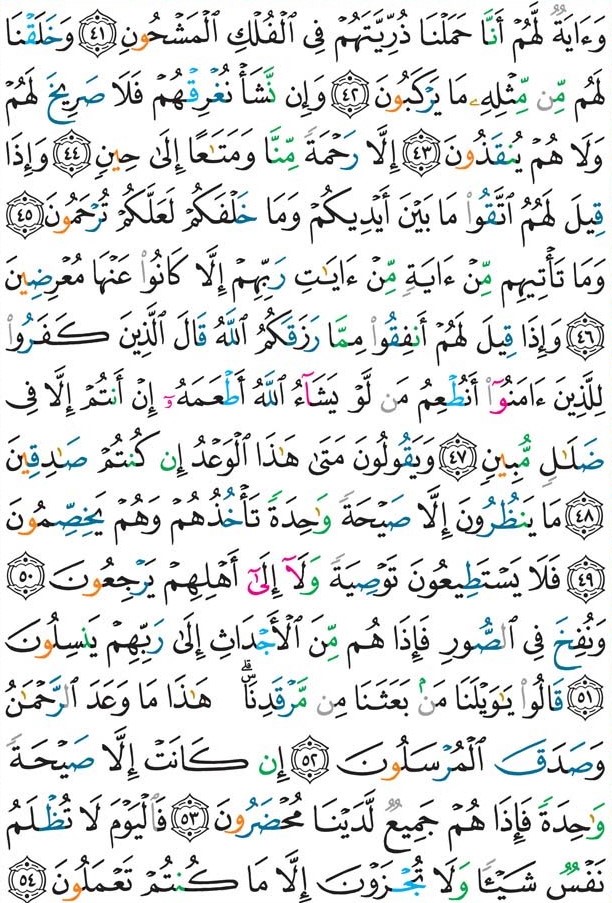 وَءَايَةٌ لَّهُمْ أَنَّا حَمَلْنَا ذُرِّيَّتَهُمْ فِى ٱلْفُلْكِ ٱلْمَشْحُونِ ٤١ وَخَلَقْنَا
لَهُم مِّن مِّثْلِهِۦ مَا يَرْكَبُونَ ٤٢ وَإِن نَّشَأْ نُغْرِقْهُمْ فَلَا صَرِيخَ لَهُمْ
وَلَا هُمْ يُنقَذُونَ ٤٣ إِلَّا رَحْمَةً مِّنَّا وَمَتَـٰعًا إِلَىٰ حِينٍ ٤٤ وَإِذَا
قِيلَ لَهُمُ ٱتَّقُوا۟ مَا بَيْنَ أَيْدِيكُمْ وَمَا خَلْفَكُمْ لَعَلَّكُمْ تُرْحَمُونَ ٤٥
وَمَا تَأْتِيهِم مِّنْ ءَايَةٍ مِّنْ ءَايَـٰتِ رَبِّهِمْ إِلَّا كَانُوا۟ عَنْهَا مُعْرِضِينَ
٤٦ وَإِذَا قِيلَ لَهُمْ أَنفِقُوا۟ مِمَّا رَزَقَكُمُ ٱللَّهُ قَالَ ٱلَّذِينَ كَفَرُوا۟
لِلَّذِينَ ءَامَنُوٓا۟ أَنُطْعِمُ مَن لَّوْ يَشَآءُ ٱللَّهُ أَطْعَمَهُۥٓ إِنْ أَنتُمْ إِلَّا فِى
ضَلَـٰلٍ مُّبِينٍ ٤٧ وَيَقُولُونَ مَتَىٰ هَـٰذَا ٱلْوَعْدُ إِن كُنتُمْ صَـٰدِقِينَ
٤٨ مَا يَنظُرُونَ إِلَّا صَيْحَةً وَٰحِدَةً تَأْخُذُهُمْ وَهُمْ يَخِصِّمُونَ
٤٩ فَلَا يَسْتَطِيعُونَ تَوْصِيَةً وَلَآ إِلَىٰٓ أَهْلِهِمْ يَرْجِعُونَ ٥٠
وَنُفِخَ فِى ٱلصُّورِ فَإِذَا هُم مِّنَ ٱلْأَجْدَاثِ إِلَىٰ رَبِّهِمْ يَنسِلُونَ
٥١ قَالُوا۟ يَـٰوَيْلَنَا مَنۢ بَعَثَنَا مِن مَّرْقَدِنَا ۜ ۗ هَـٰذَا مَا وَعَدَ ٱلرَّحْمَـٰنُ
وَصَدَقَ ٱلْمُرْسَلُونَ ٥٢ إِن كَانَتْ إِلَّا صَيْحَةً
وَٰحِدَةً فَإِذَا هُمْ جَمِيعٌ لَّدَيْنَا مُحْضَرُونَ ٥٣ فَٱلْيَوْمَ لَا تُظْلَمُ
نَفْسٌ شَيْـًٔا وَلَا تُجْزَوْنَ إِلَّا مَا كُنتُمْ تَعْمَلُونَ ٥٤